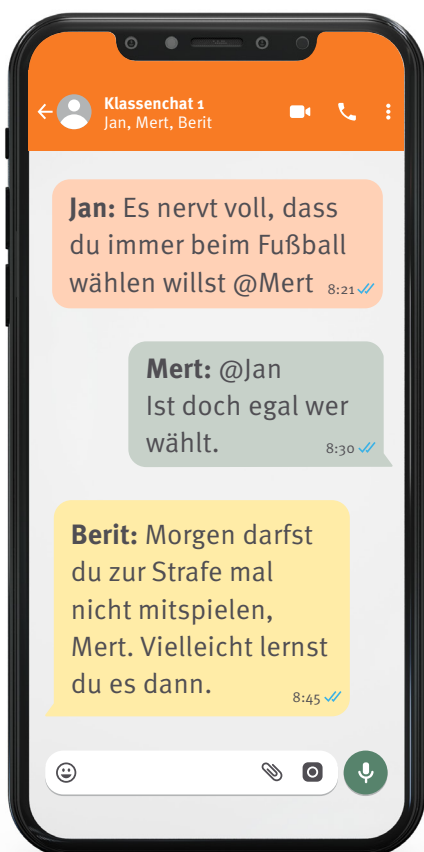 Klassenchat 1
Jan, Mert, Berit
Jan: Es nervt voll, dass
du immer beim Fußball
wählen willst @Mert 8:21
Mert: @Jan
Ist doch egal wer
wählt. 8:30
Berit: Morgen darfst
du zur Strafe mal
nicht mitspielen,
Mert. Vielleicht lernst
du es dann. 8:45